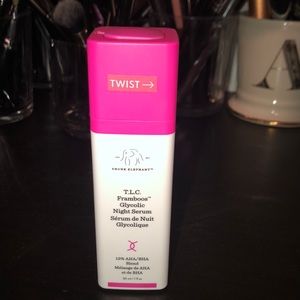 TWIST →
A
DRUNK ELEPHANT™
T.L.C.
Framboos™
Glycolic
Night Serum
Sérum de Nuit
Glycolique
12% AHA/BHA
Blend
Mélange de AHA
et de BHA